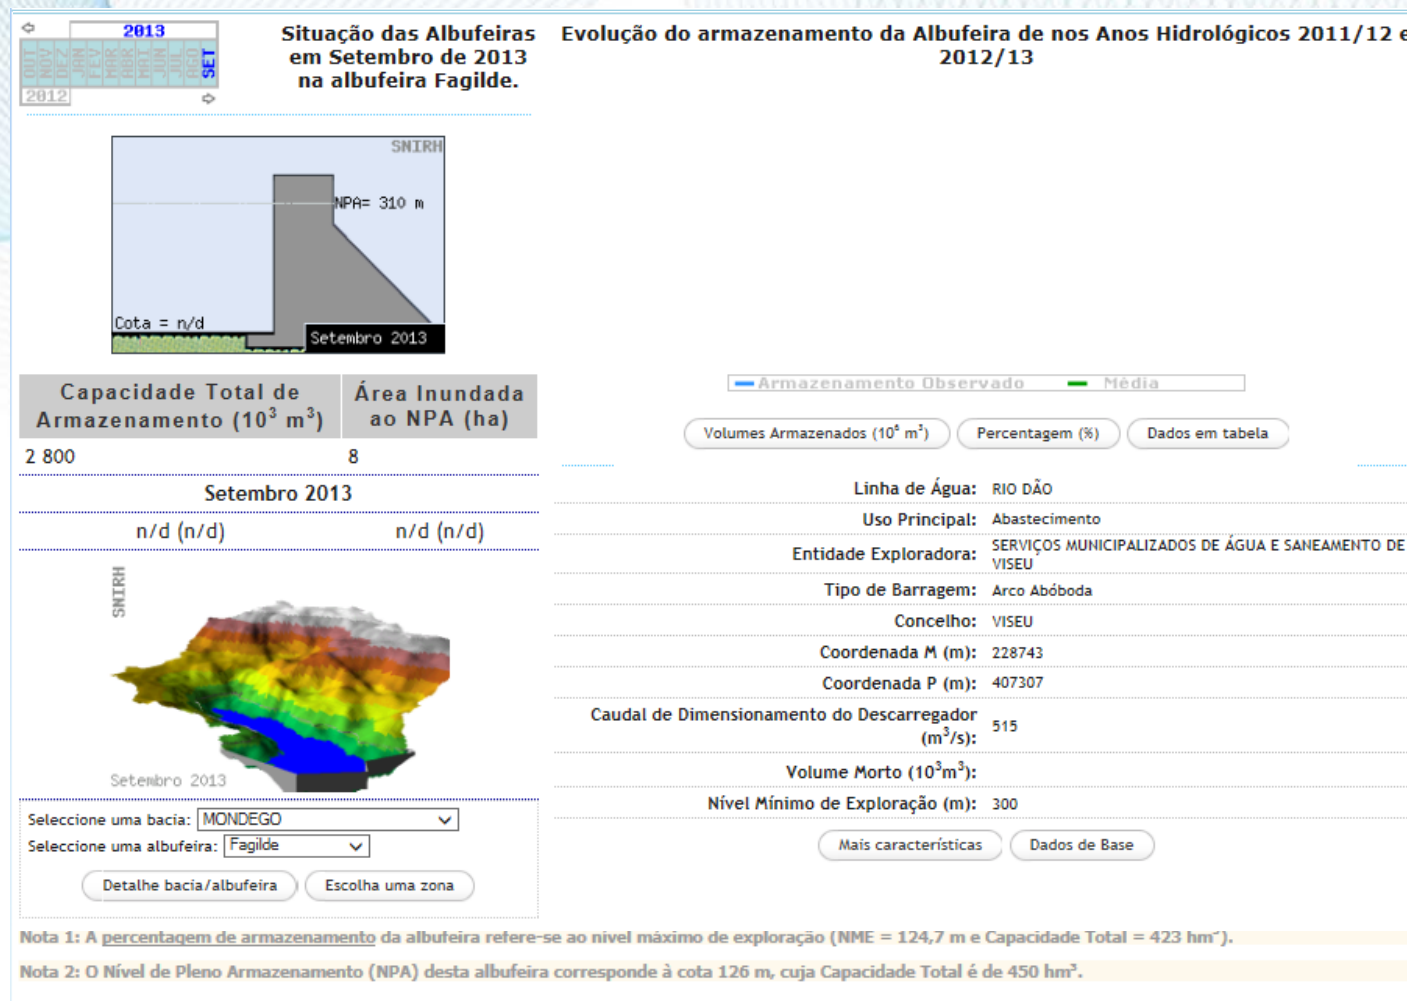 2013
OUT NOV DEZ JAN FEV MAR ABR MAI JUN JUL AGO SET
2012
Situação das Albufeiras
em Setembro de 2013
na albufeira Fagilde.
SNIRH
NPA= 310 m
Cota = n/d
Setembro 2013
Capacidade Total de
Armazenamento (10³ m³)
Área Inundada
ao NPA (ha)
2 800
8
Setembro 2013
n/d (n/d)
n/d (n/d)
SNIRH
Setembro 2013
Seleccione uma bacia: MONDEGO
Seleccione uma albufeira: Fagilde
Detalhe bacia/albufeira
Escolha uma zona
Evolução do armazenamento da Albufeira de nos Anos Hidrológicos 2011/12 e
2012/13
Armazenamento Observado
Média
Volumes Armazenados (10⁶ m³)
Percentagem (%)
Dados em tabela
Linha de Água: RIO DÃO
Uso Principal: Abastecimento
Entidade Exploradora: SERVIÇOS MUNICIPALIZADOS DE ÁGUA E SANEAMENTO DE
VISEU
Tipo de Barragem: Arco Abóboda
Concelho: VISEU
Coordenada M (m): 228743
Coordenada P (m): 407307
Caudal de Dimensionamento do Descarregador
(m³/s): 515
Volume Morto (10³m³):
Nível Mínimo de Exploração (m): 300
Mais características
Dados de Base
Nota 1: A percentagem de armazenamento da albufeira refere-se ao nível máximo de exploração (NME = 124,7 m e Capacidade Total = 423 hm³).
Nota 2: O Nível de Pleno Armazenamento (NPA) desta albufeira corresponde à cota 126 m, cuja Capacidade Total é de 450 hm³.